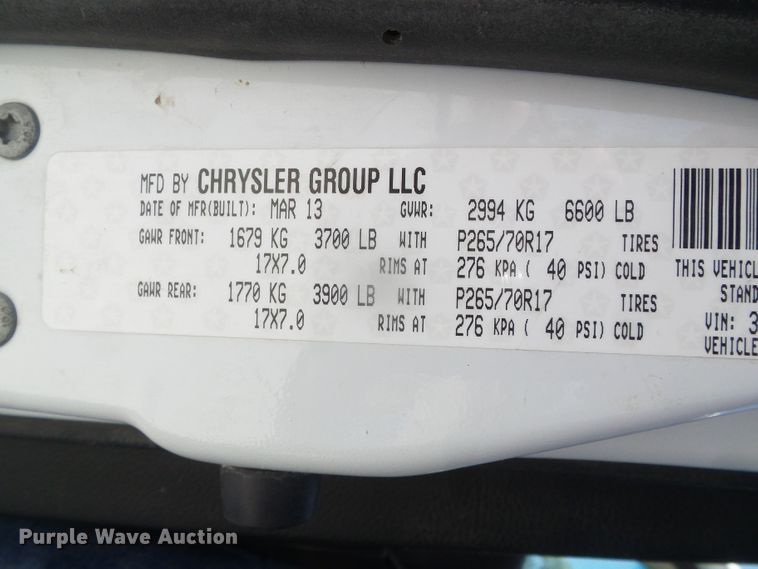 MFD BY CHRYSLER GROUP LLC
DATE OF MFR(BUILT): MAR 13 GVWR: 2994 KG 6600 LB
GAWR FRONT: 1679 KG 3700 LB WITH P265/70R17 TIRES
17X7.0 RIMS AT 276 KPA ( 40 PSI) COLD
GAWR REAR: 1770 KG 3900 LB WITH P265/70R17 TIRES
17X7.0 RIMS AT 276 KPA ( 40 PSI) COLD
THIS VEHICL
STAND
VIN: 3
VEHICLE
Purple Wave Auction